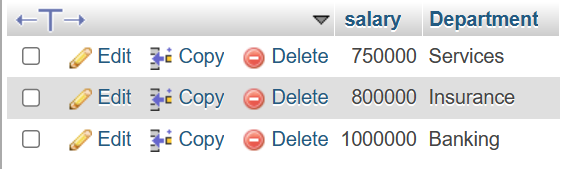 salary Department
Edit Copy Delete 750000 Services
Edit Copy Delete 800000 Insurance
Edit Copy Delete 1000000 Banking